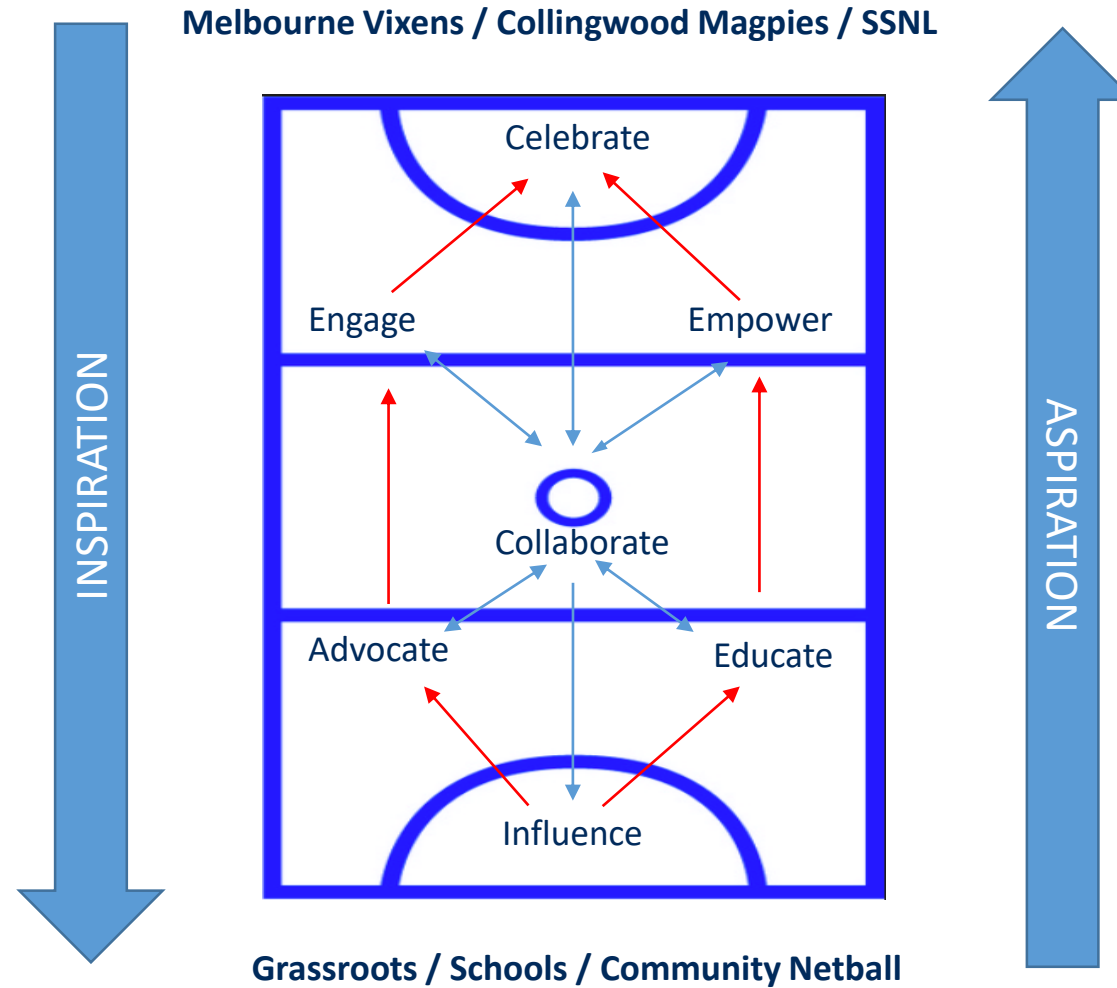 Melbourne Vixens / Collingwood Magpies / SSNL
Celebrate
Engage
Empower
INSPIRATION
ASPIRATION
Collaborate
Advocate
Educate
Influence
Grassroots / Schools / Community Netball